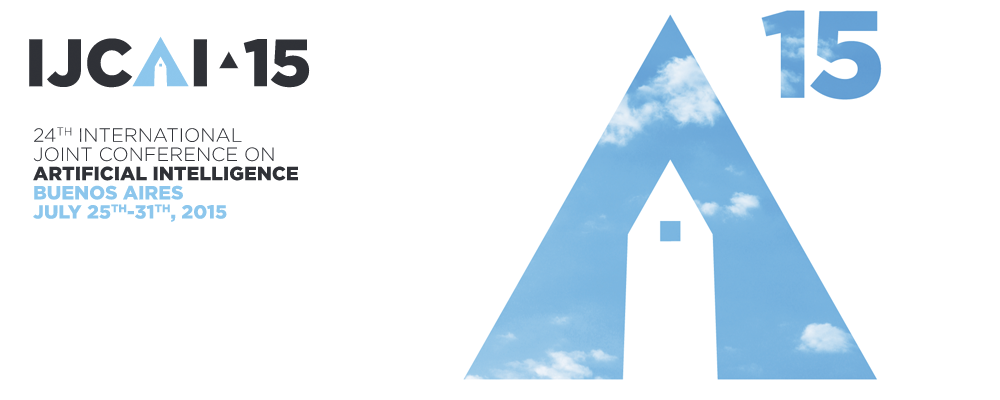 IJCAI▲15
24TH INTERNATIONAL
JOINT CONFERENCE ON
ARTIFICIAL INTELLIGENCE
BUENOS AIRES
JULY 25TH-31TH, 2015
15